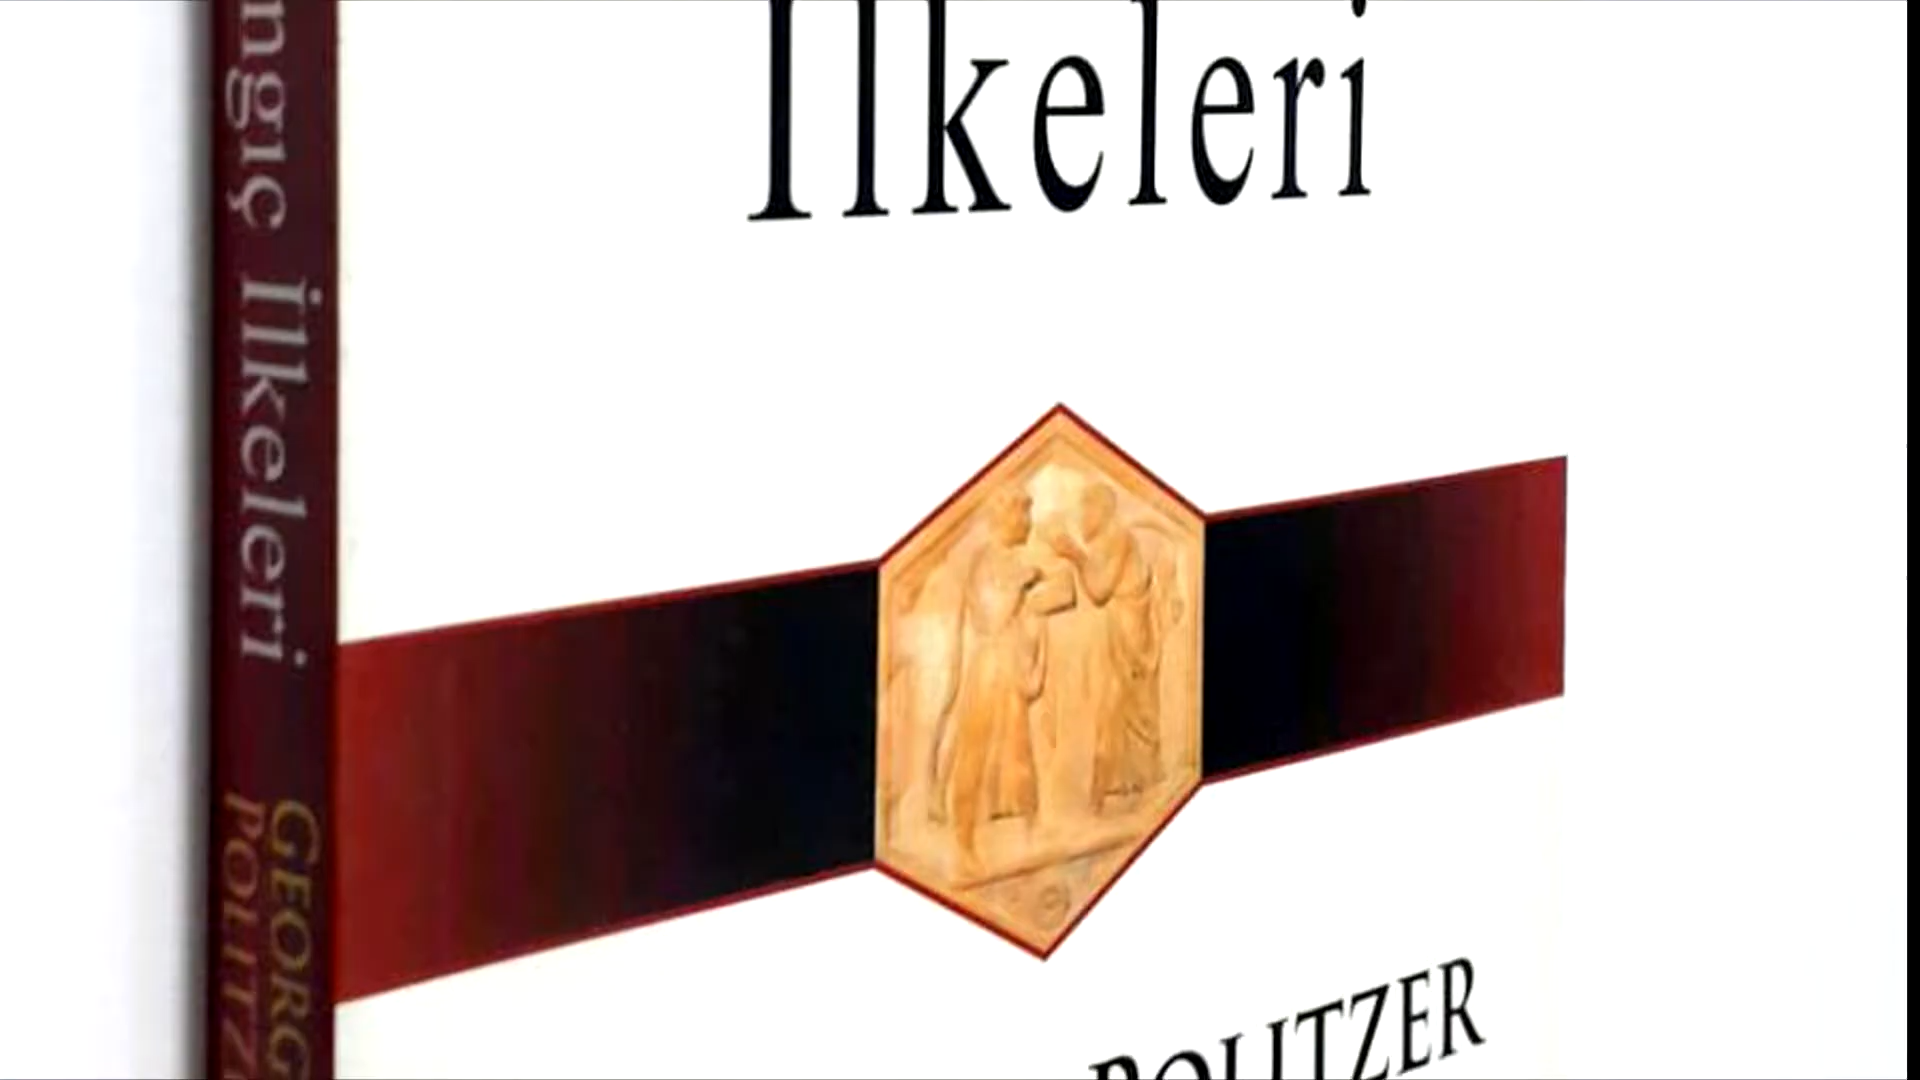 İlkeleri
POLITZER
ngıç İlkeleri
GEORG
POLITZ